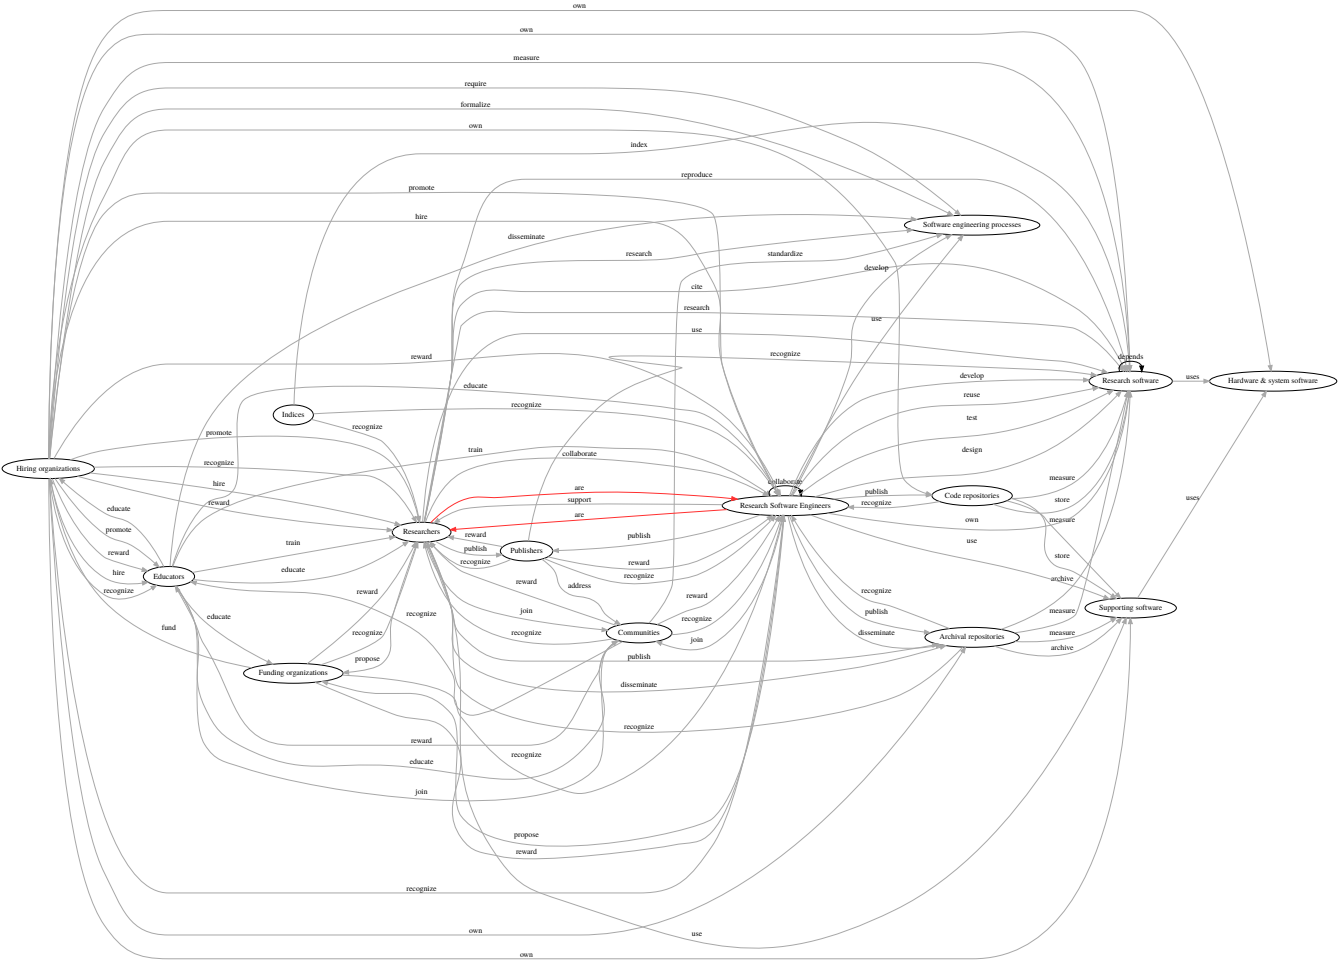 own
own
measure
require
formalize
own
index
reproduce
promote
hire
Software engineering processes
disseminate
research
standardize
develop
cite
research
use
use
reward
recognize
depends
Research software
uses
Hardware & system software
develop
educate
reuse
Indices
recognize
test
recognize
promote
design
train
collaborate
Hiring organizations
recognize
hire
are
collaborate
publish
Code repositories
measure
reward
support
Research Software Engineers
recognize
store
educate
are
own
measure
promote
Researchers
reward
publish
use
train
publish
Publishers
reward
recognize
store
reward
recognize
hire
Educators
educate
reward
address
recognize
archive
recognize
reward
recognize
uses
educate
recognize
join
publish
measure
Supporting software
fund
recognize
recognize
Communities
recognize
join
disseminate
Archival repositories
measure
propose
publish
archive
Funding organizations
disseminate
recognize
reward
recognize
educate
join
propose
reward
recognize
own
use
own